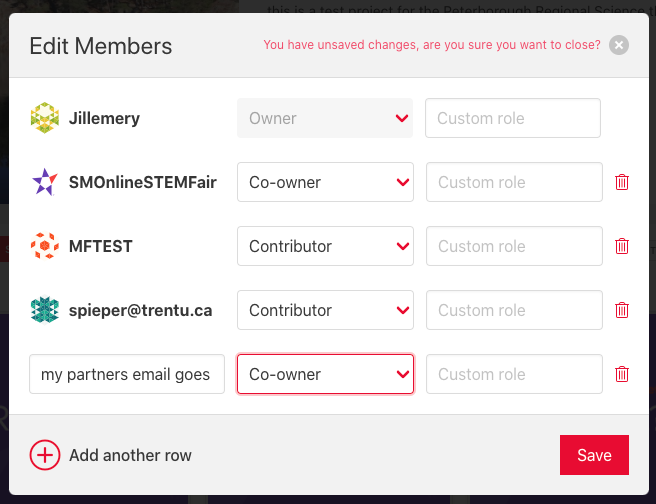 this is a test project for the Peterborough Regional Science
Edit Members
You have unsaved changes, are you sure you want to close?
Jillemery
Owner
Custom role
SMOnlineSTEMFair
Co-owner
Custom role
MFTEST
Contributor
Custom role
spieper@trentu.ca
Contributor
Custom role
my partners email goes
Co-owner
Custom role
Add another row
Save